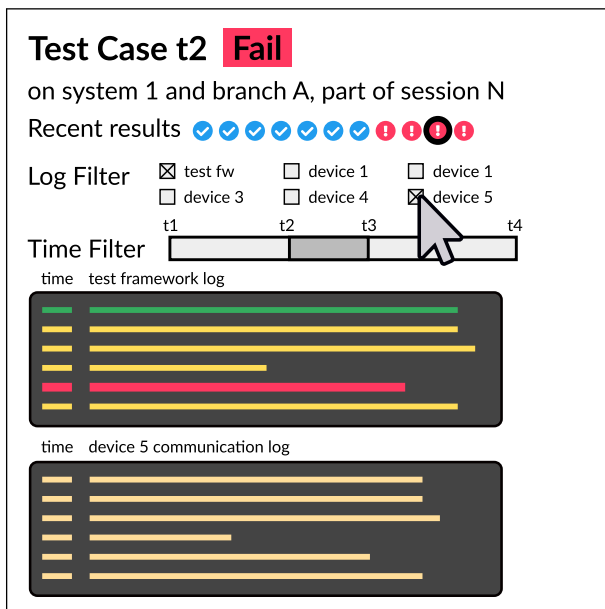 Test Case t2 Fail
on system 1 and branch A, part of session N
Recent results
Log Filter
test fw device 1 device 1
device 3 device 4 device 5
t1 t2 t3 t4
Time Filter
time test framework log
time device 5 communication log